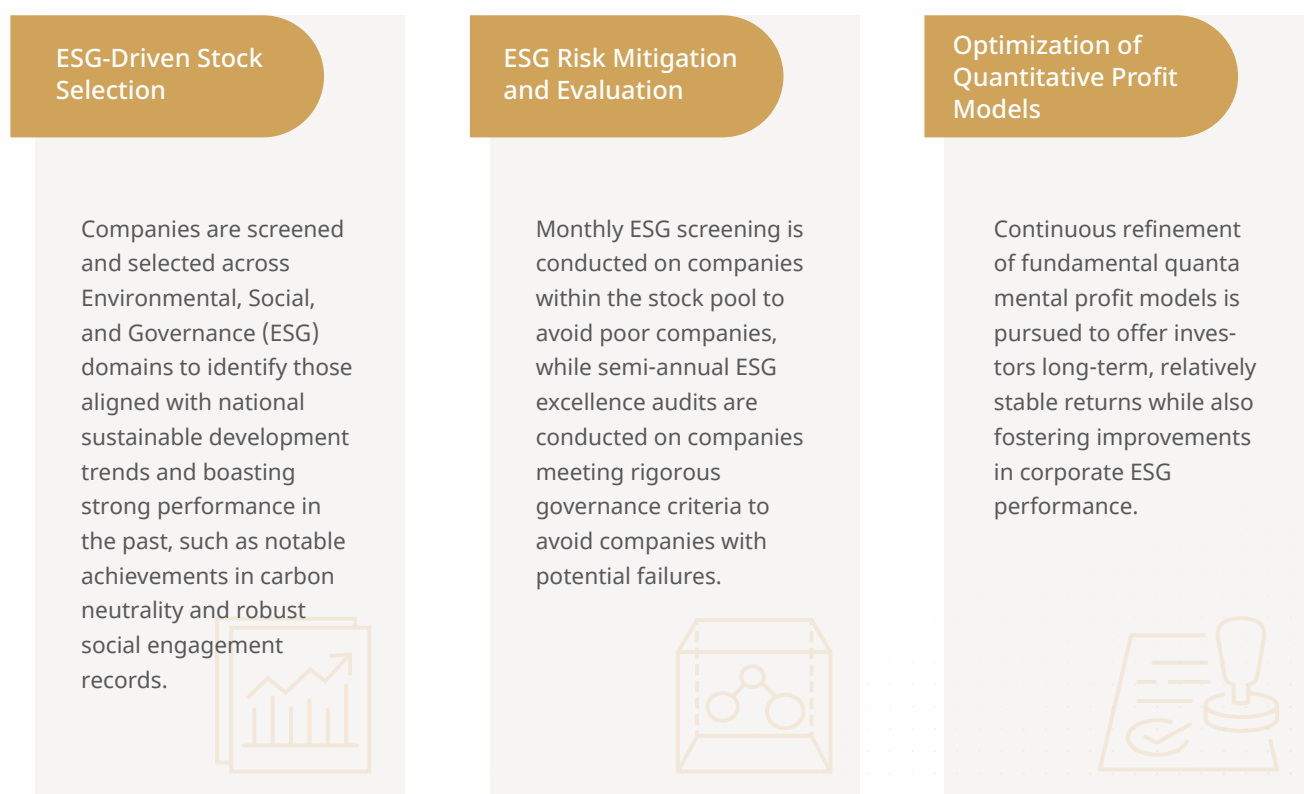 ESG-Driven Stock
Selection
Companies are screened
and selected across
Environmental, Social,
and Governance (ESG)
domains to identify those
aligned with national
sustainable development
trends and boasting
strong performance in
the past, such as notable
achievements in carbon
neutrality and robust
social engagement
records.
ESG Risk Mitigation
and Evaluation
Monthly ESG screening is
conducted on companies
within the stock pool to
avoid poor companies,
while semi-annual ESG
excellence audits are
conducted on companies
meeting rigorous
governance criteria to
avoid companies with
potential failures.
Optimization of
Quantitative Profit
Models
Continuous refinement
of fundamental quanta
mental profit models is
pursued to offer inves-
tors long-term, relatively
stable returns while also
fostering improvements
in corporate ESG
performance.